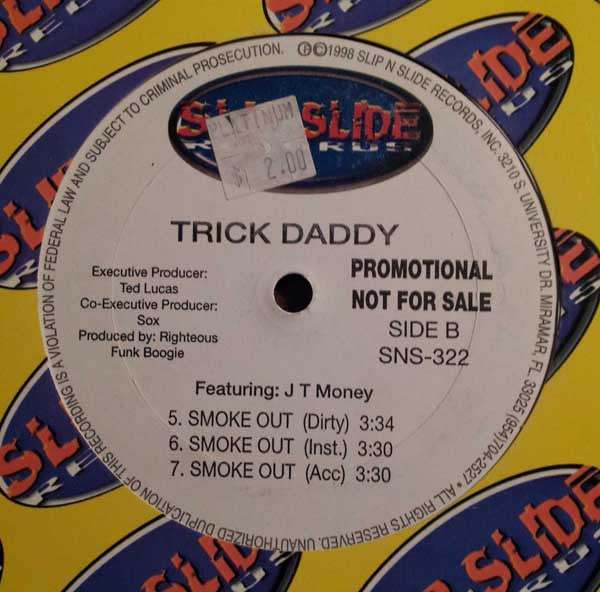 ℗©1998 SLIP N SLIDE RECORDS, INC. 3210 S. UNIVERSITY DR. MIRAMAR, FL. 33025 (954)704-2527 • ALL RIGHTS RESERVED. UNAUTHORIZED DUPLICATION OF THIS RECORDING IS A VIOLATION OF FEDERAL LAW AND SUBJECT TO CRIMINAL PROSECUTION.
SLIDE
PLATINUM
$ 2.00
TRICK DADDY
Executive Producer:
Ted Lucas
Co-Executive Producer:
Sox
Produced by: Righteous
Funk Boogie
PROMOTIONAL
NOT FOR SALE
SIDE B
SNS-322
Featuring: J T Money
5. SMOKE OUT (Dirty) 3:34
6. SMOKE OUT (Inst.) 3:30
7. SMOKE OUT (Acc) 3:30